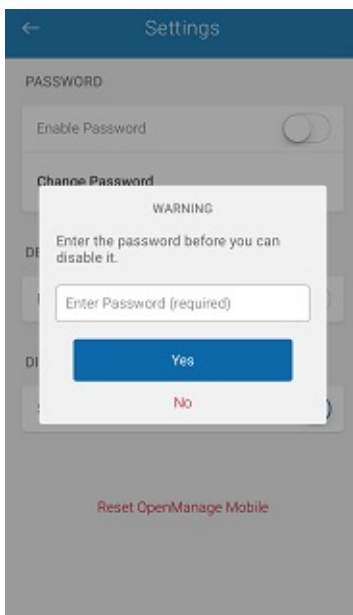 Settings
PASSWORD
Enable Password
Change Password
WARNING
Enter the password before you can
disable it.
Enter Password (required)
Yes
No
Reset OpenManage Mobile